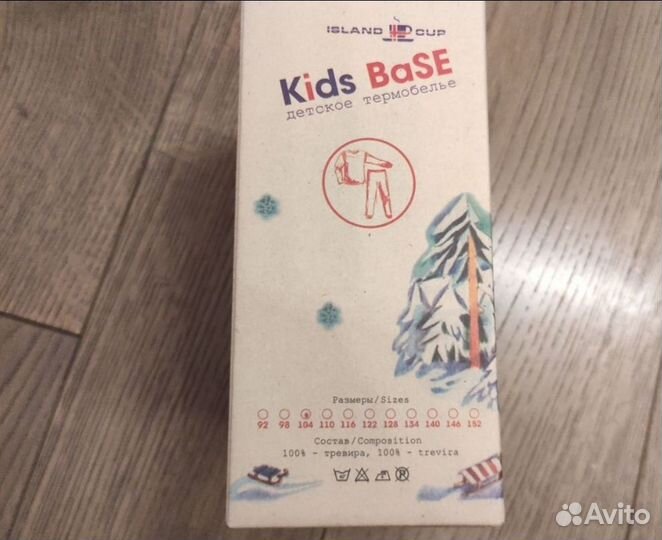 ISLAND CUP
Kids BaSE
детское термобелье
Размеры/Sizes
92 98 104 110 116 122 128 134 140 146 152
Состав/Composition
100% - тревира, 100% - trevira
Avito